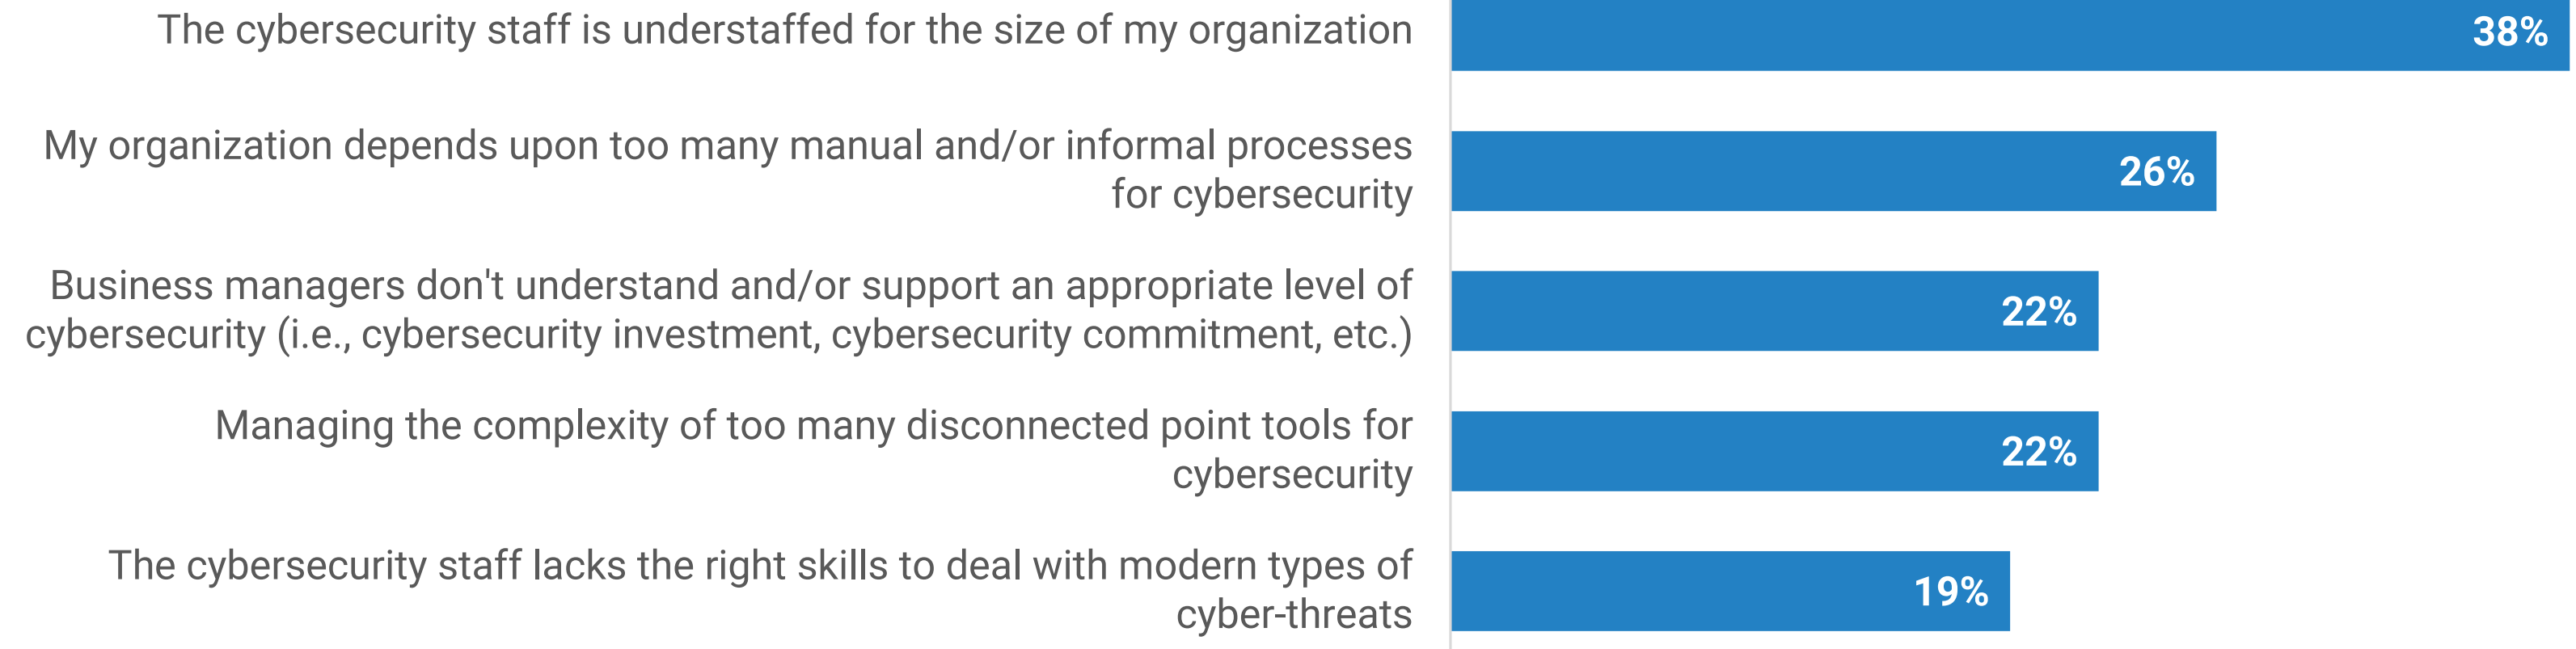 The cybersecurity staff is understaffed for the size of my organization
38%
My organization depends upon too many manual and/or informal processes
for cybersecurity
26%
Business managers don't understand and/or support an appropriate level of
cybersecurity (i.e., cybersecurity investment, cybersecurity commitment, etc.)
22%
Managing the complexity of too many disconnected point tools for
cybersecurity
22%
The cybersecurity staff lacks the right skills to deal with modern types of
cyber-threats
19%